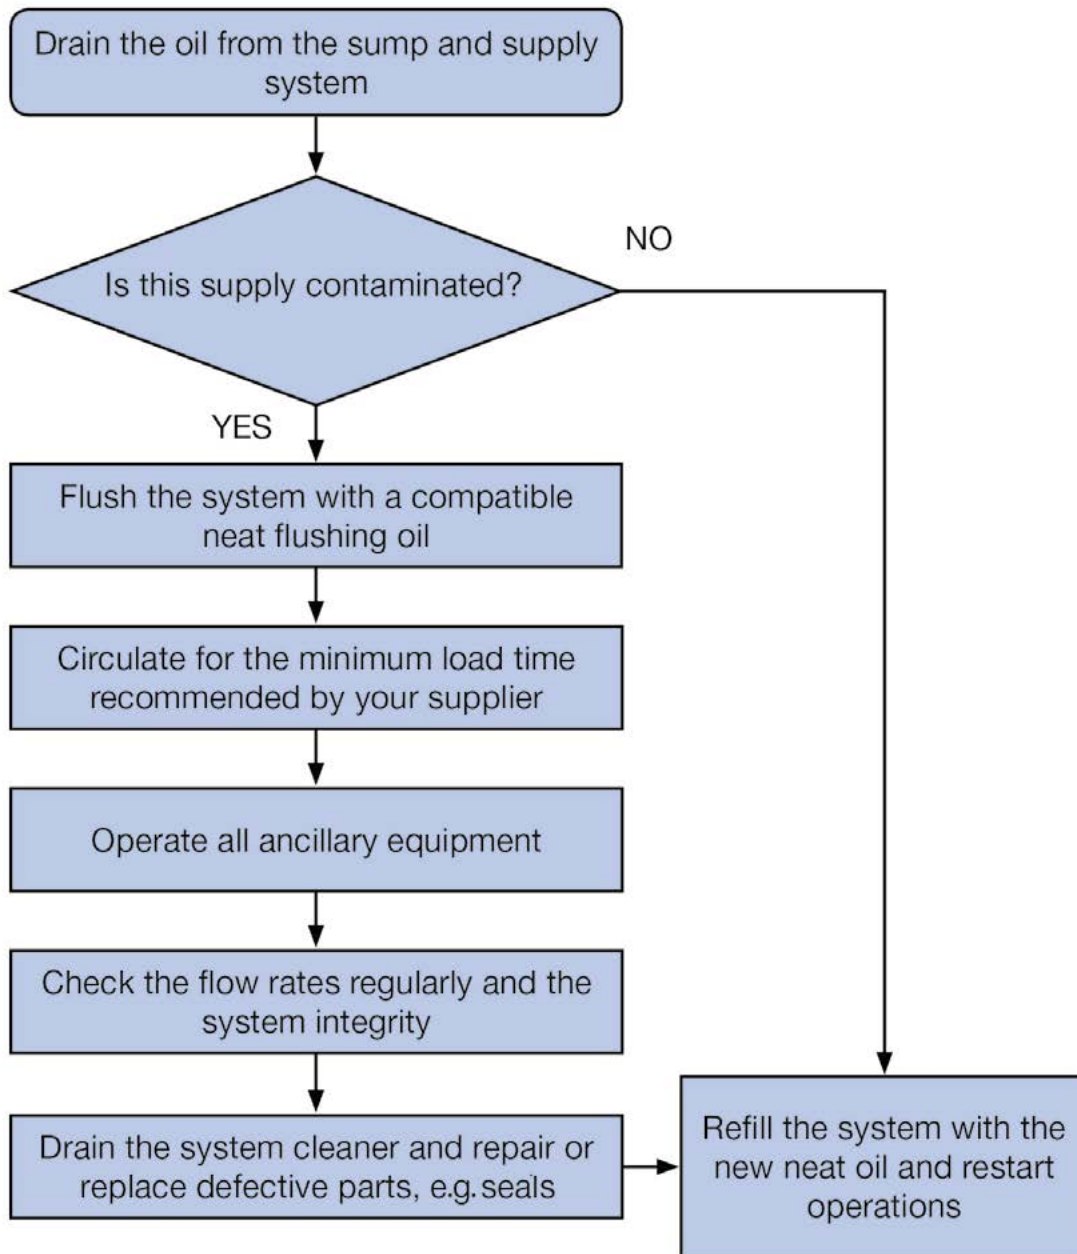 Drain the oil from the sump and supply
system
Is this supply contaminated?
NO
YES
Flush the system with a compatible
neat flushing oil
Circulate for the minimum load time
recommended by your supplier
Operate all ancillary equipment
Check the flow rates regularly and the
system integrity
Drain the system cleaner and repair or
replace defective parts, e.g. seals
Refill the system with the
new neat oil and restart
operations